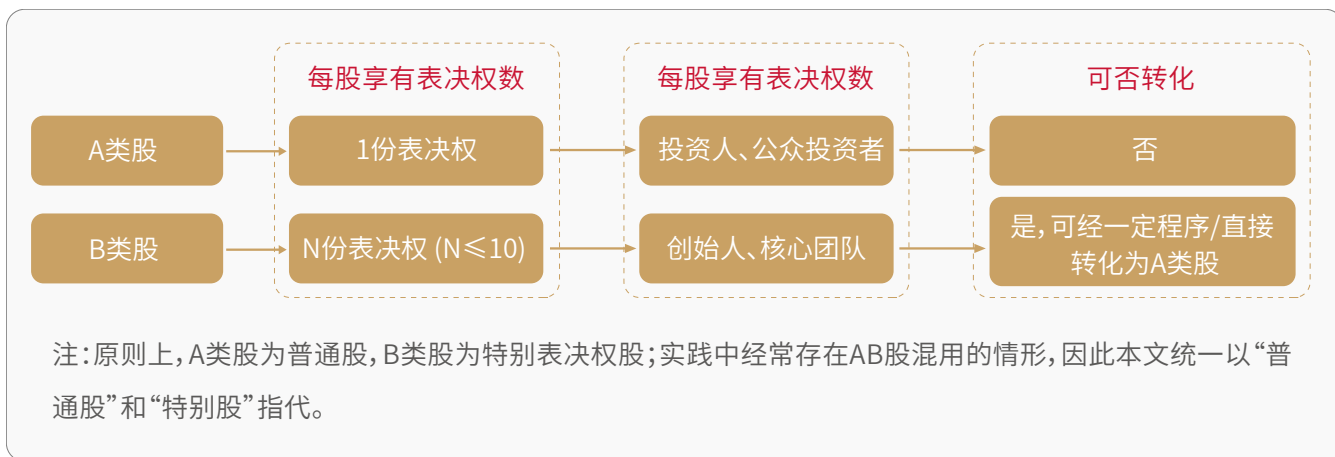 每股享有表决权数
每股享有表决权数
可否转化
A类股
1份表决权
投资人、公众投资者
否
B类股
N份表决权 (N≤10)
创始人、核心团队
是，可经一定程序/直接
转化为A类股
注：原则上，A类股为普通股，B类股为特别表决权股；实践中经常存在AB股混用的情形，因此本文统一以“普
通股”和“特别股”指代。